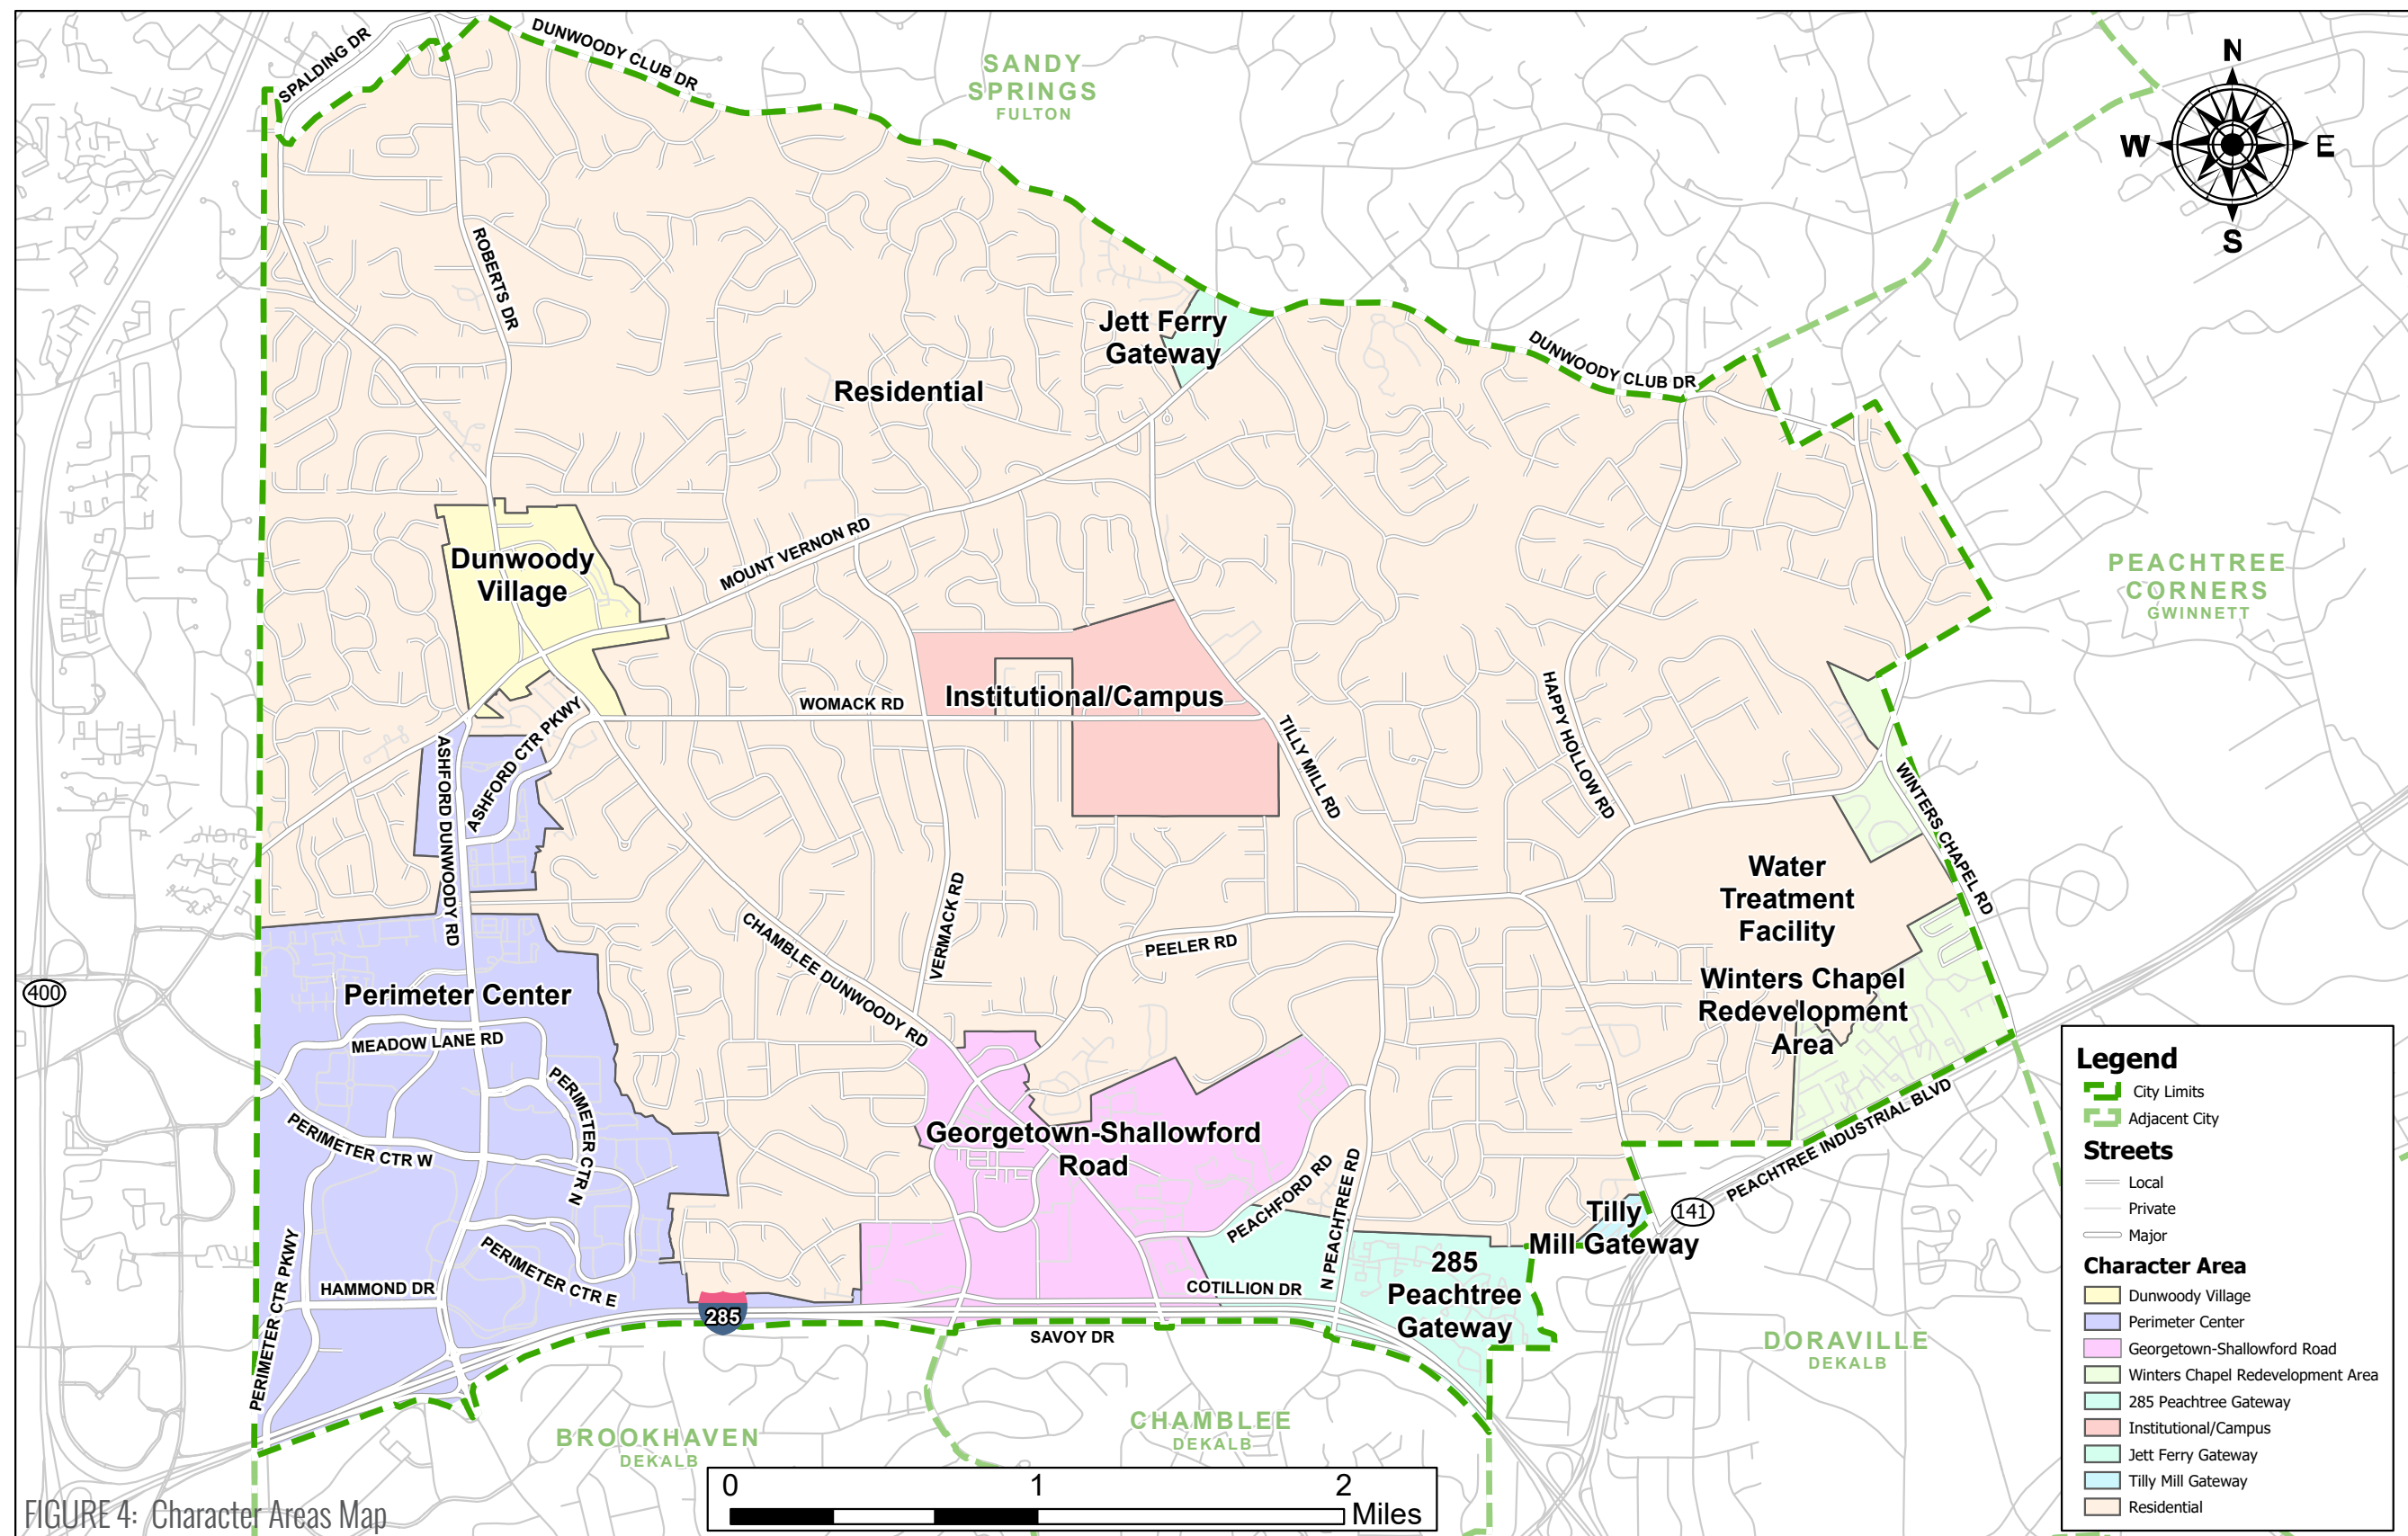 SPALDING DR
DUNWOODY CLUB DR
SANDY
SPRINGS
FULTON
N
W
E
S
ROBERTS DR
Jett Ferry
Gateway
DUNWOODY CLUB DR
Residential
Dunwoody
Village
MOUNT VERNON RD
PEACHTREE
CORNERS
GWINNETT
WOMACK RD
Institutional/Campus
ASHFORD CTR PKWY
ASHFORD DUNWOODY RD
TILLY MILL RD
HAPPY HOLLOW RD
WINTERS CHAPEL RD
Water
Treatment
Facility
VERMACK RD
CHAMBLEE DUNWOODY RD
PEELER RD
400
Perimeter Center
Winters Chapel
Redevelopment
Area
MEADOW LANE RD
PERIMETER CTR N
PERIMETER CTR W
Georgetown-Shallowford
Road
PEACHTREE INDUSTRIAL BLVD
PEACHFORD RD
N PEACHTREE RD
Tilly
Mill Gateway
141
PERIMETER CTR PKWY
PERIMETER CTR E
HAMMOND DR
285
COTILLION DR
285
Peachtree
Gateway
SAVOY DR
DORAVILLE
DEKALB
BROOKHAVEN
DEKALB
CHAMBLEE
DEKALB
Legend
City Limits
Adjacent City
Streets
Local
Private
Major
Character Area
Dunwoody Village
Perimeter Center
Georgetown-Shallowford Road
Winters Chapel Redevelopment Area
285 Peachtree Gateway
Institutional/Campus
Jett Ferry Gateway
Tilly Mill Gateway
Residential
0 1 2
Miles
FIGURE 4: Character Areas Map